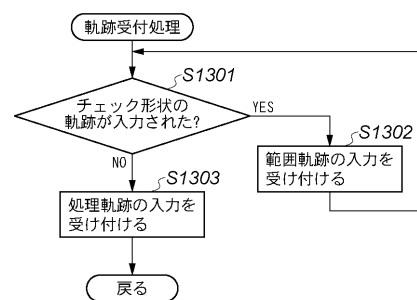 軌跡受付処理
S1301
チェック形状の
軌跡が入力された?
YES
S1302
範囲軌跡の入力を
受け付ける
NO
S1303
処理軌跡の入力を
受け付ける
戻る